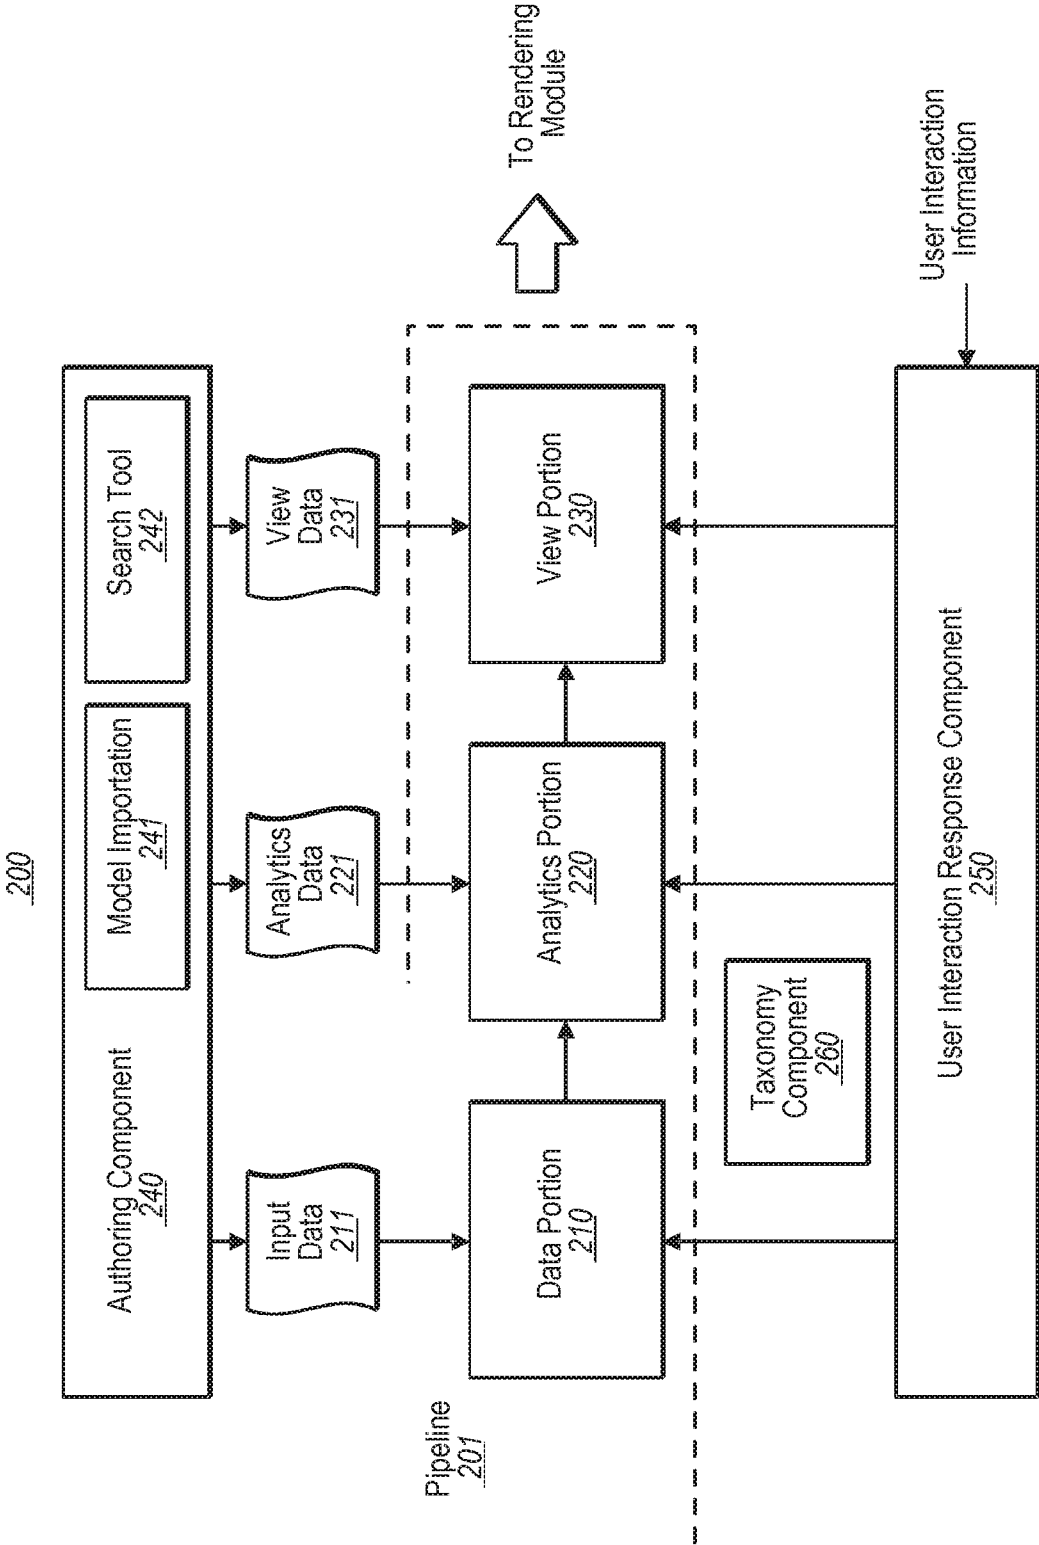 200
Authoring Component
240
Model Importation
241
Search Tool
242
Input
Data
211
Analytics
Data
221
View
Data
231
Pipeline
201
Data Portion
210
Analytics Portion
220
View Portion
230
To Rendering
Module
Taxonomy
Component
260
User Interaction Response Component
250
User Interaction
Information